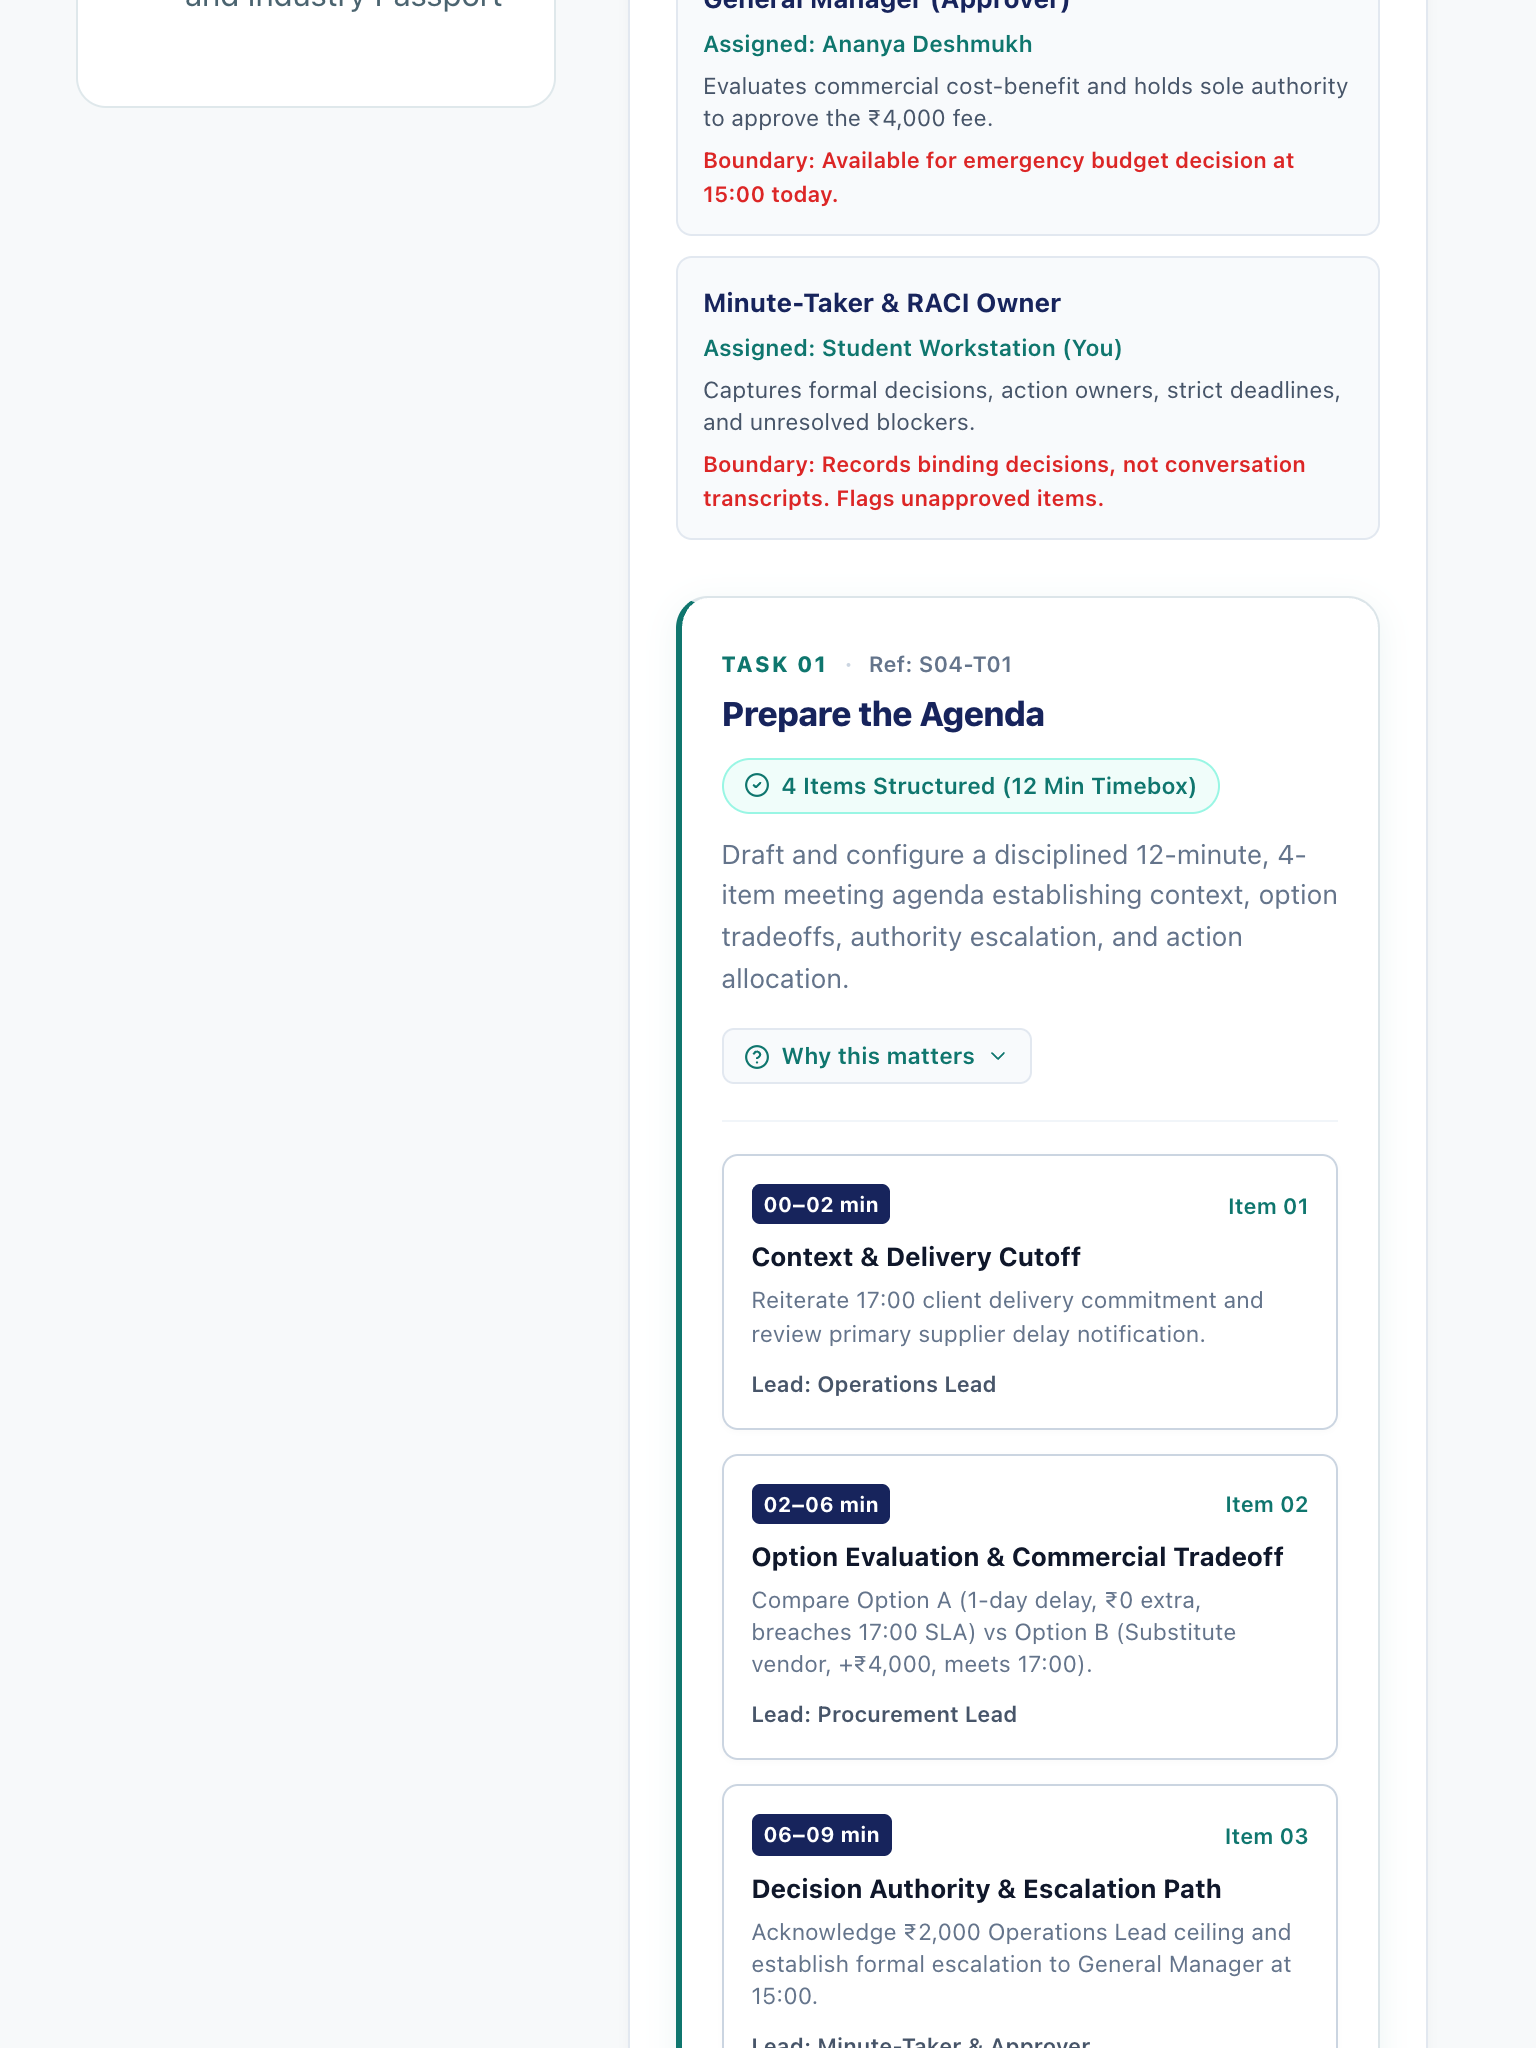 and Industry Passport
General Manager (Approver)
Assigned: Ananya Deshmukh
Evaluates commercial cost-benefit and holds sole authority
to approve the ₹4,000 fee.
Boundary: Available for emergency budget decision at
15:00 today.
Minute-Taker & RACI Owner
Assigned: Student Workstation (You)
Captures formal decisions, action owners, strict deadlines,
and unresolved blockers.
Boundary: Records binding decisions, not conversation
transcripts. Flags unapproved items.
TASK 01 · Ref: S04-T01
Prepare the Agenda
4 Items Structured (12 Min Timebox)
Draft and configure a disciplined 12-minute, 4-
item meeting agenda establishing context, option
tradeoffs, authority escalation, and action
allocation.
Why this matters
00–02 min
Item 01
Context & Delivery Cutoff
Reiterate 17:00 client delivery commitment and
review primary supplier delay notification.
Lead: Operations Lead
02–06 min
Item 02
Option Evaluation & Commercial Tradeoff
Compare Option A (1-day delay, ₹0 extra,
breaches 17:00 SLA) vs Option B (Substitute
vendor, +₹4,000, meets 17:00).
Lead: Procurement Lead
06–09 min
Item 03
Decision Authority & Escalation Path
Acknowledge ₹2,000 Operations Lead ceiling and
establish formal escalation to General Manager at
15:00.
Lead: Minute-Taker & Approver